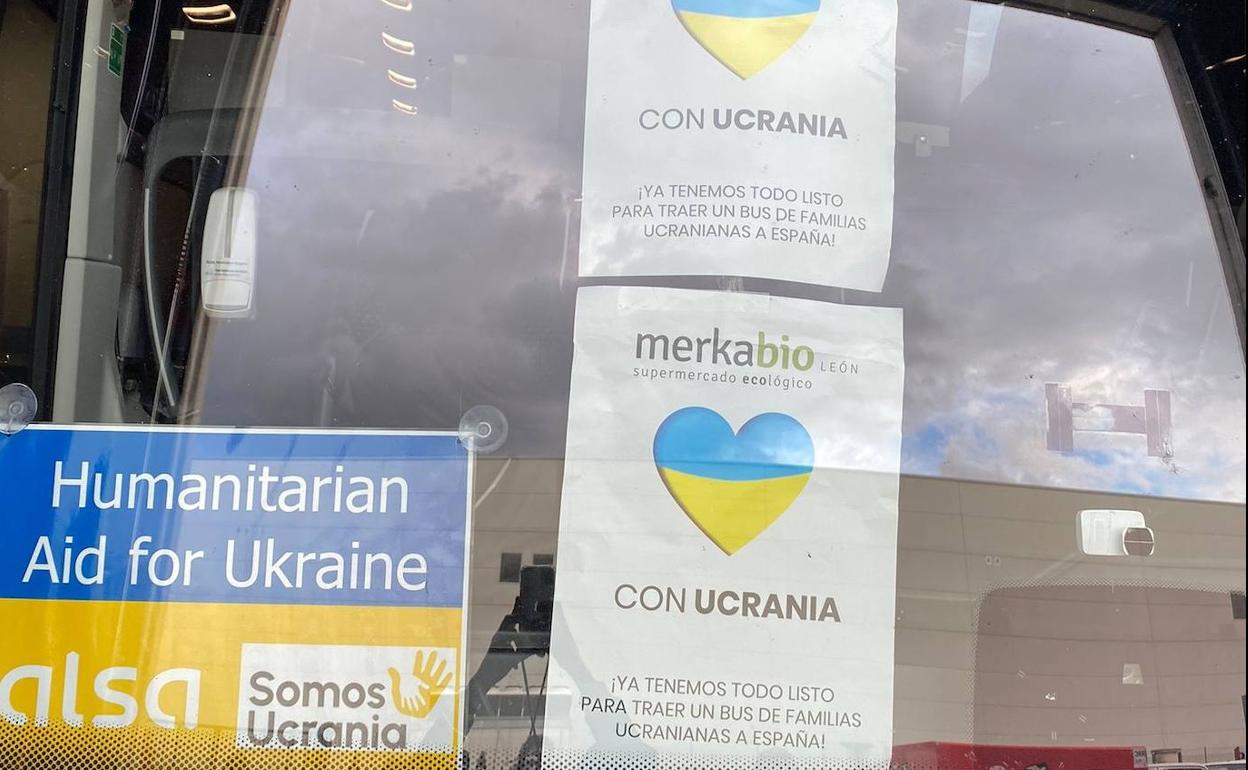 CON UCRANIA
¡YA TENEMOS TODO LISTO
PARA TRAER UN BUS DE FAMILIAS
UCRANIANAS A ESPAÑA!
merkabio LEÓN
supermercado ecológico
CON UCRANIA
¡YA TENEMOS TODO LISTO
PARA TRAER UN BUS DE FAMILIAS
UCRANIANAS A ESPAÑA!
Humanitarian
Aid for Ukraine
alsa
Somos
Ucrania